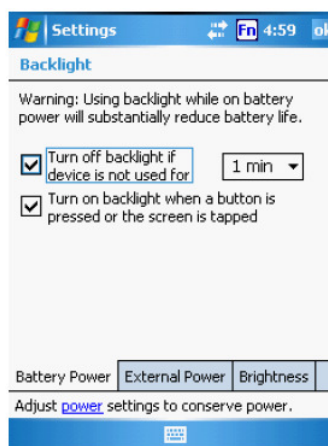 Settings Fn 4:59 ok
Backlight
Warning: Using backlight while on battery
power will substantially reduce battery life.
Turn off backlight if
device is not used for
1 min
Turn on backlight when a button is
pressed or the screen is tapped
Battery Power External Power Brightness
Adjust power settings to conserve power.